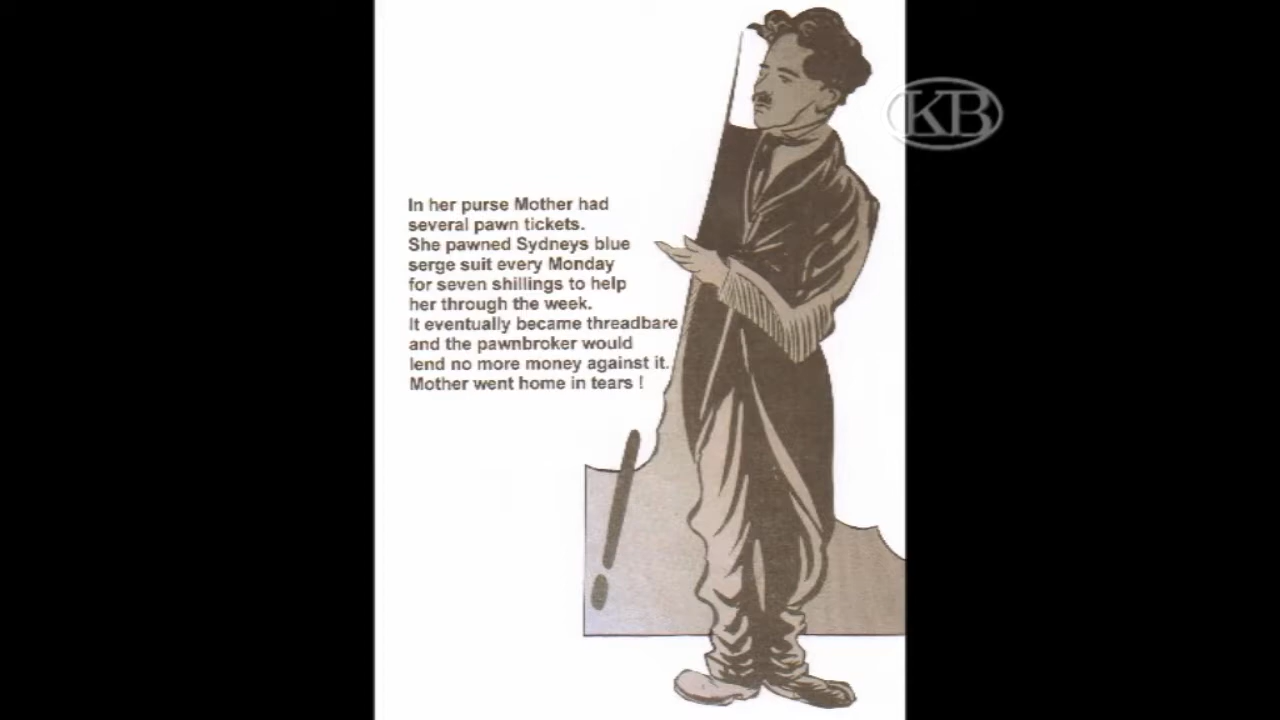 In her purse Mother had
several pawn tickets.
She pawned Sydneys blue
serge suit every Monday
for seven shillings to help
her through the week.
It eventually became threadbare
and the pawnbroker would
lend no more money against it.
Mother went home in tears !
!
KB